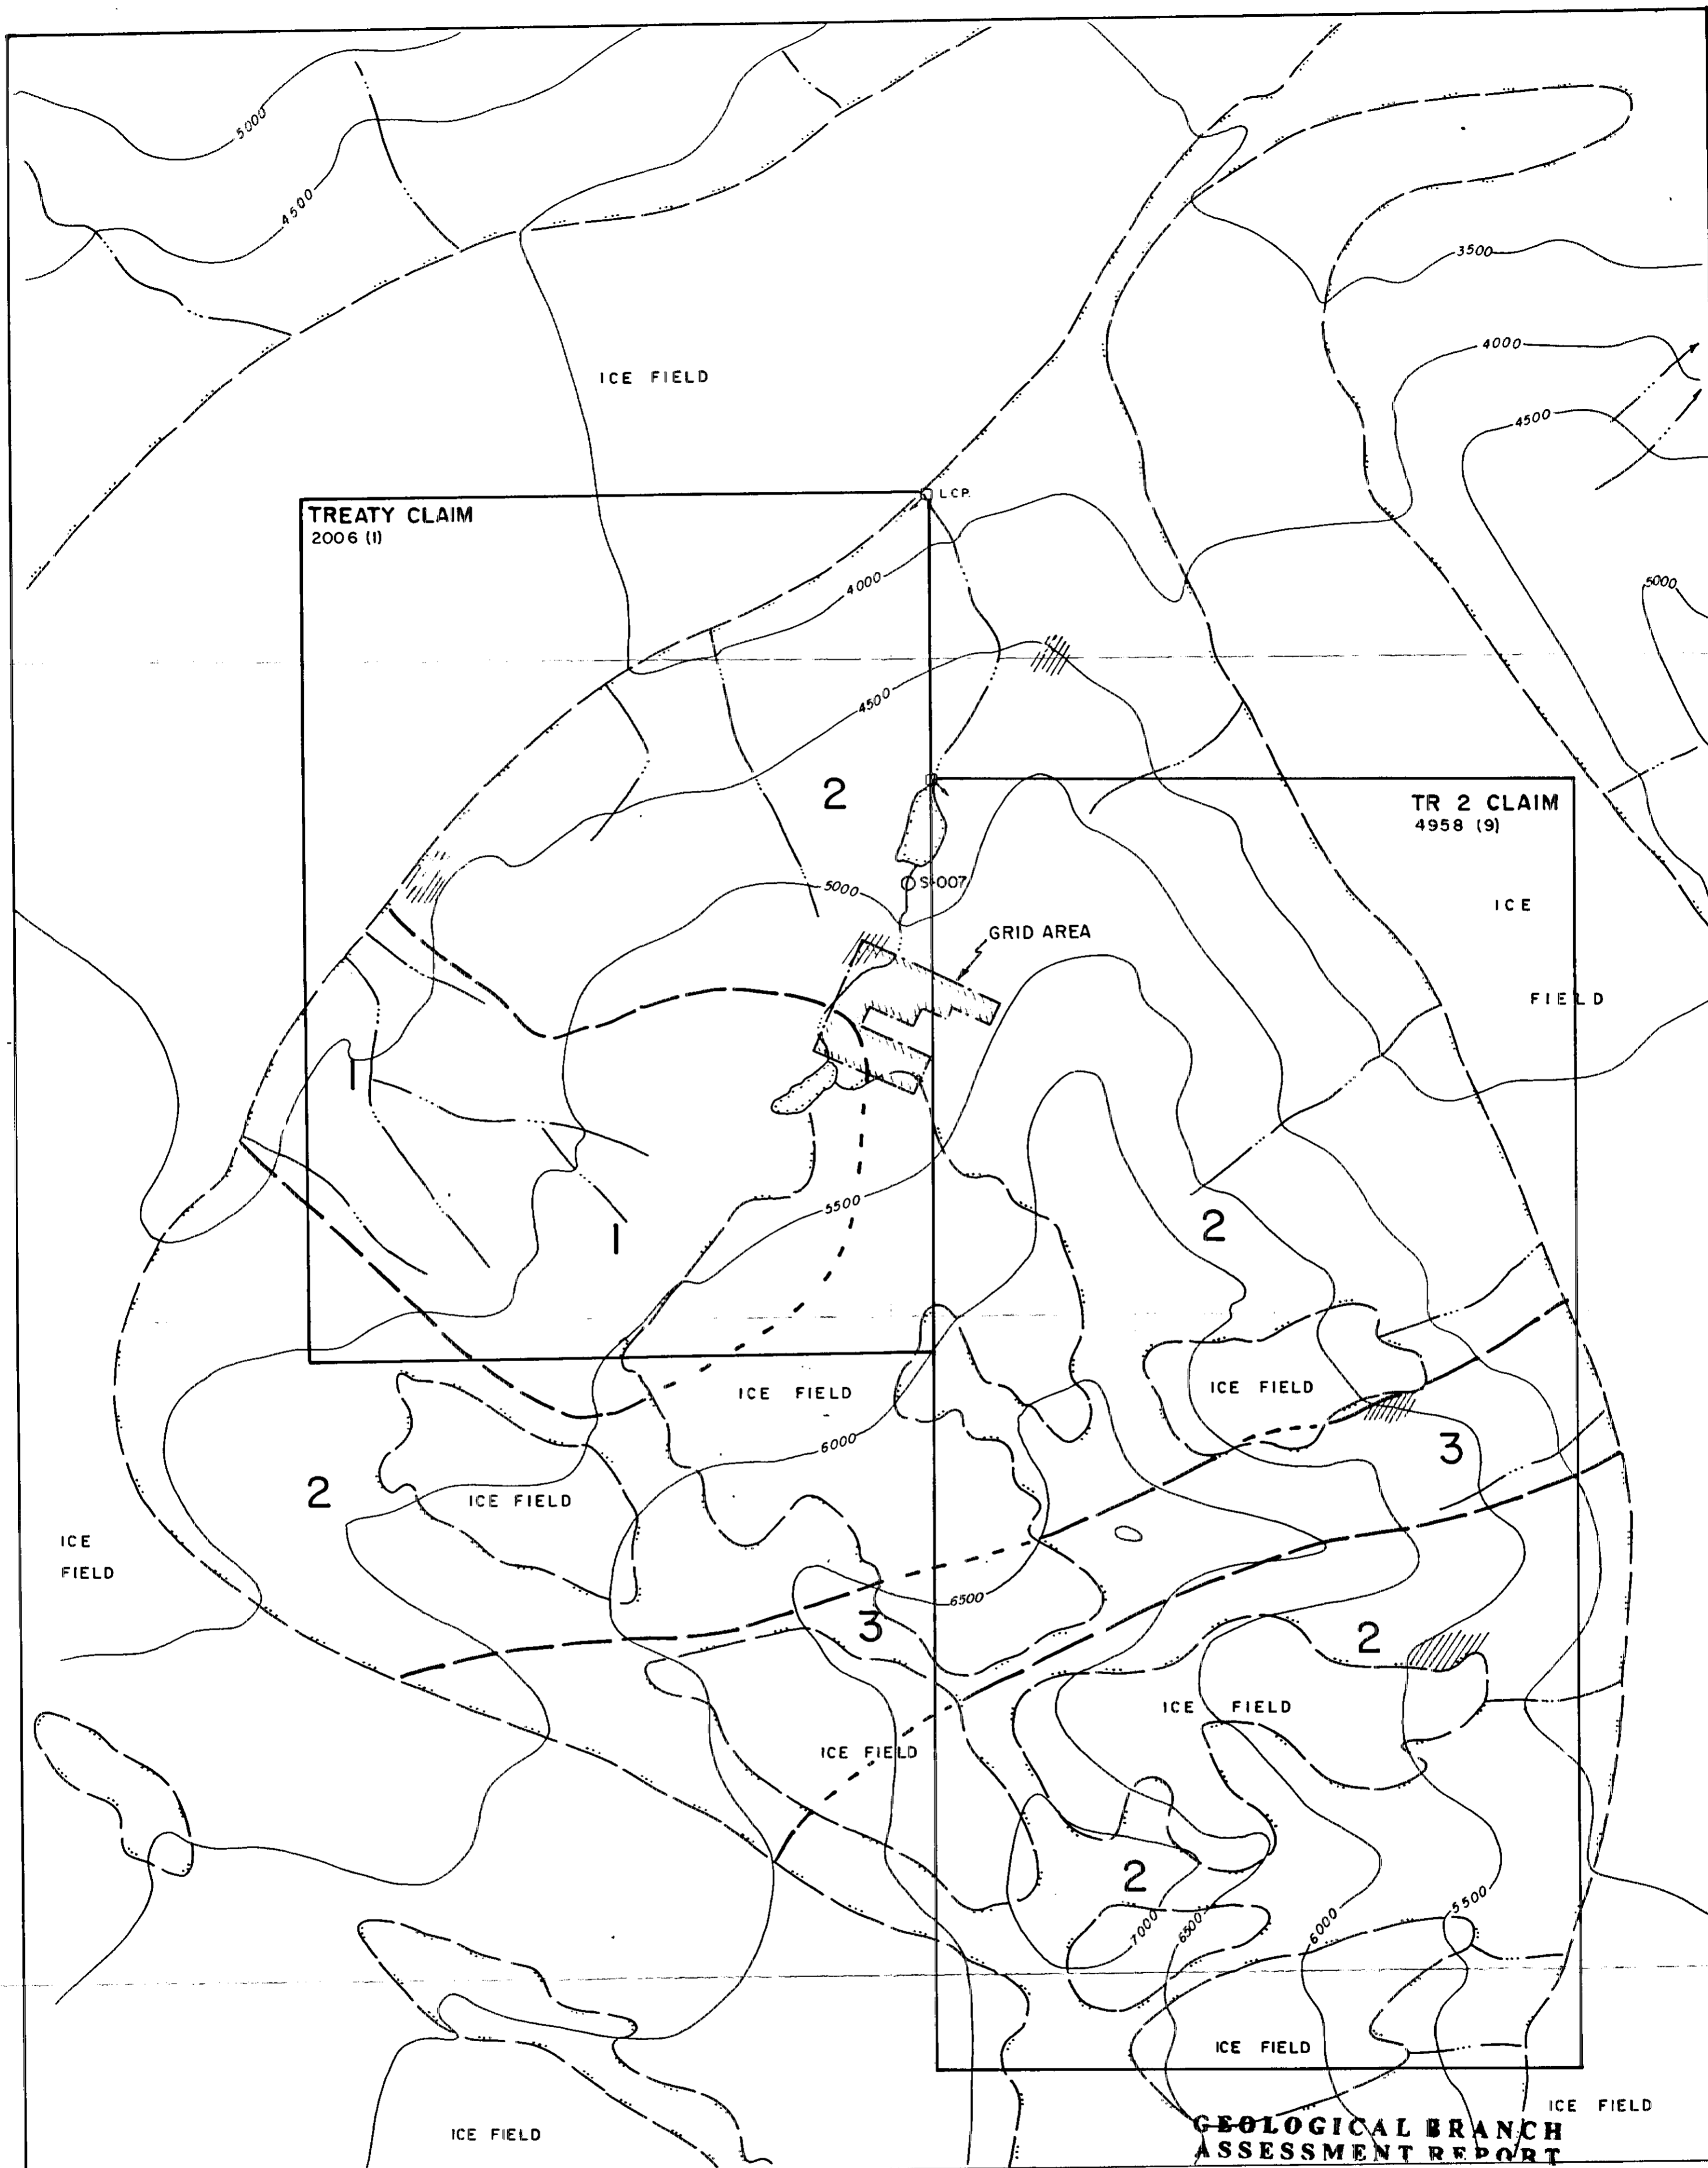 5000
4500
3500
4000
ICE FIELD
4500
L.C.P.
TREATY CLAIM
2006 (1)
4000
5000
4500
2
TR 2 CLAIM
4958 (9)
5000
S-007
ICE
FIELD
GRID AREA
1
5500
2
1
ICE FIELD
ICE FIELD
6000
3
2
ICE FIELD
ICE
FIELD
6500
3
2
ICE FIELD
ICE FIELD
2
7000
6500
6000
5500
ICE FIELD
ICE FIELD
ICE FIELD
GEOLOGICAL BRANCH
ASSESSMENT REPORT